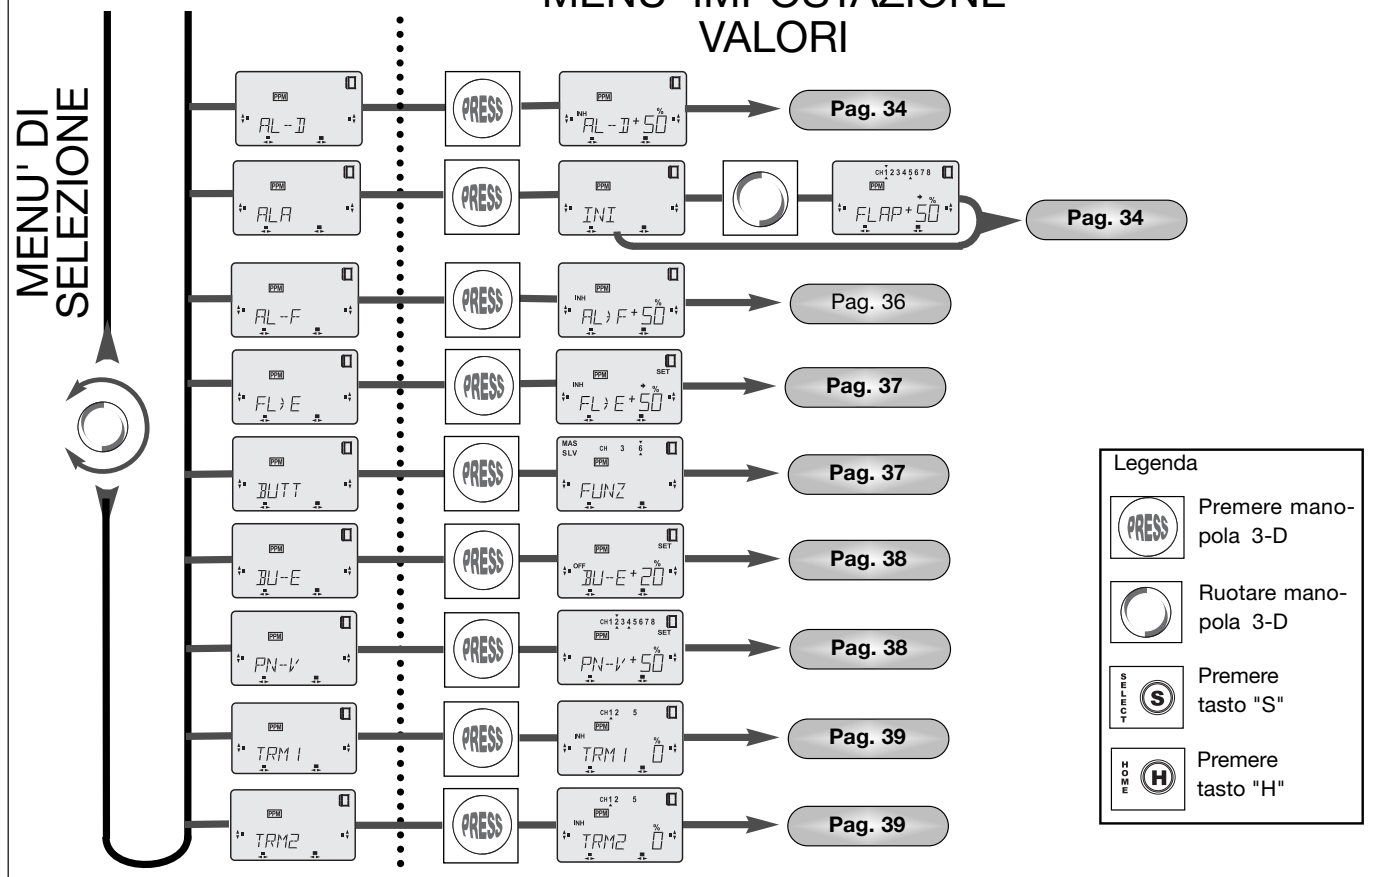 MENU' IMPOSTAZIONE
VALORI
MENU' DI
SELEZIONE
PPM
AL-D
PRESS
PPM
INH
%
AL-D+50
Pag. 34
PPM
ALA
PRESS
PPM
INI
CH12345678
PPM
%
FLAP+50
Pag. 34
PPM
AL-F
PRESS
PPM
INH
%
AL>F+50
Pag. 36
PPM
FL>E
PRESS
SET
PPM
INH
%
FL>E+50
Pag. 37
PPM
BUTT
PRESS
MAS
SLV
CH 3 6
PPM
FUNZ
Pag. 37
PPM
BU-E
PRESS
SET
PPM
OFF
%
BU-E+20
Pag. 38
PPM
PN-V
PRESS
CH12345678
SET
PPM
%
PN-V+50
Pag. 38
PPM
TRM1
PRESS
CH12 5
PPM
INH
%
TRM1 0
Pag. 39
PPM
TRM2
PRESS
CH12 5
PPM
INH
%
TRM2 0
Pag. 39
Legenda
PRESS
Premere mano-
pola 3-D
Ruotare mano-
pola 3-D
SELECT
S
Premere
tasto "S"
HOME
H
Premere
tasto "H"